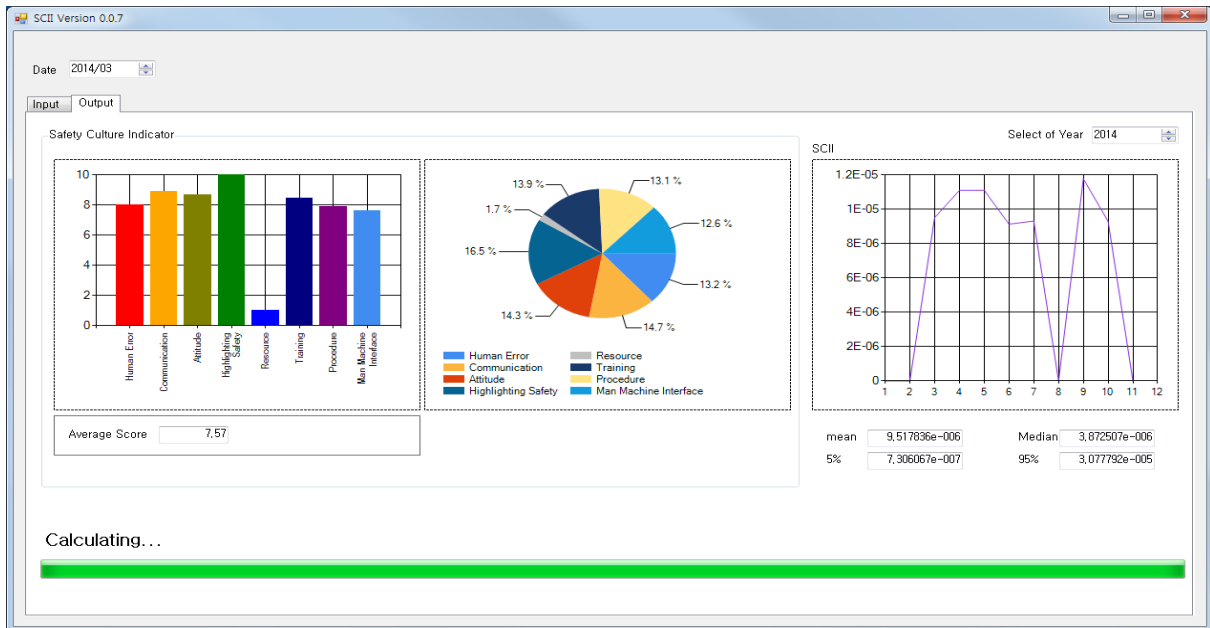 SCII Version 0.0.7
Date 2014/03
Input Output
Safety Culture Indicator
10
8
6
4
2
0
Human Error
Communication
Attitude
Highlighting
Safety
Resource
Training
Procedure
Man Machine
Interface
13.9 %
13.1 %
1.7 %
12.6 %
16.5 %
13.2 %
14.3 %
14.7 %
Human Error Resource
Communication Training
Attitude Procedure
Highlighting Safety Man Machine Interface
Average Score 7,57
Select of Year 2014
SCII
1.2E-05
1E-05
8E-06
6E-06
4E-06
2E-06
0
1 2 3 4 5 6 7 8 9 10 11 12
mean 9,517836e-006 Median 3,872507e-006
5% 7,306067e-007 95% 3,077792e-005
Calculating...